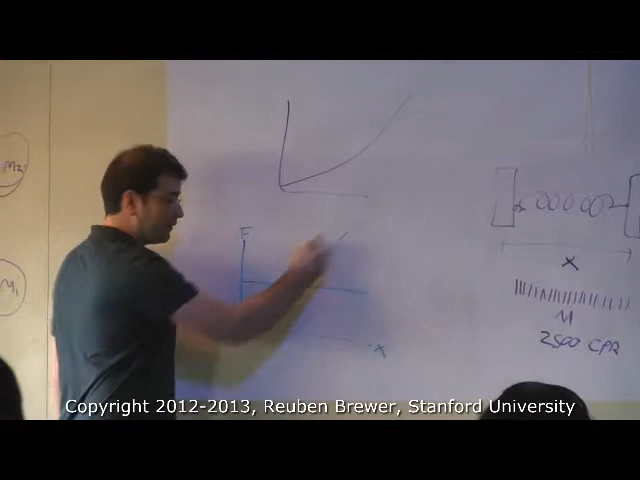 M2
M1
F
x
x
M
2500 CPR
Copyright 2012-2013, Reuben Brewer, Stanford University